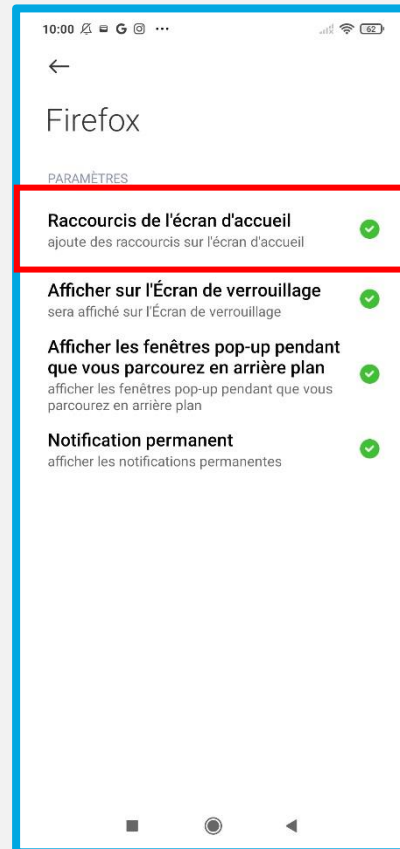 10:00 G ...
62
Firefox
PARAMÈTRES
Raccourcis de l'écran d'accueil
ajoute des raccourcis sur l'écran d'accueil
Afficher sur l'Écran de verrouillage
sera affiché sur l'Écran de verrouillage
Afficher les fenêtres pop-up pendant
que vous parcourez en arrière plan
afficher les fenêtres pop-up pendant que vous
parcourez en arrière plan
Notification permanent
afficher les notifications permanentes